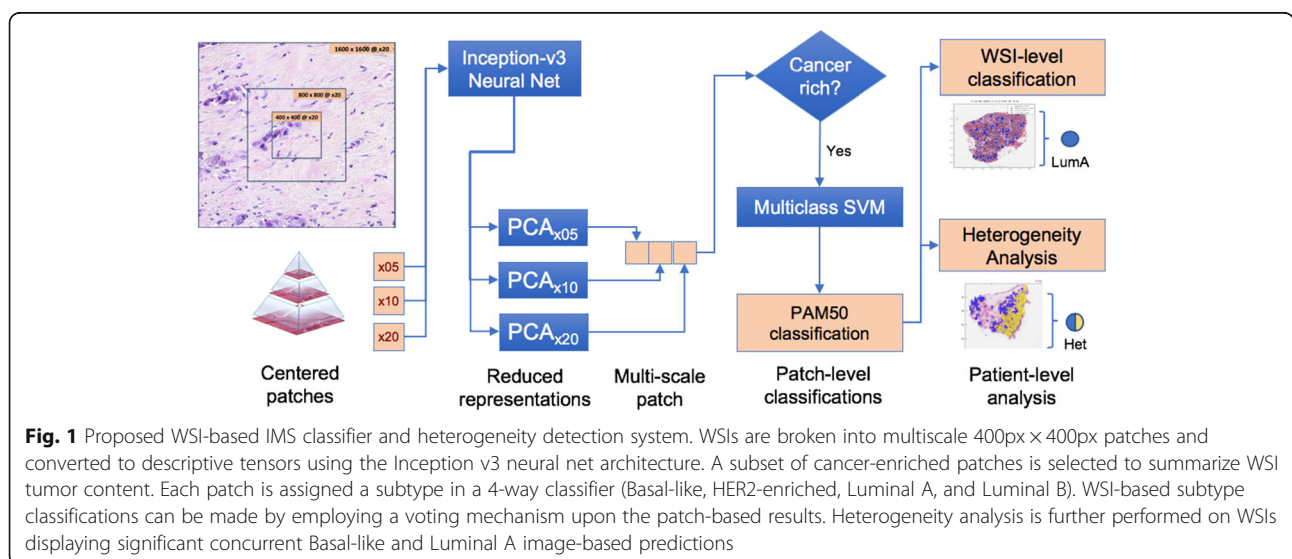 1600 x 1600 @ x20
800 x 800 @ x20
400 x 400 @ x20
x05
x10
x20
Centered
patches
Inception-v3
Neural Net
PCAx05
PCAx10
PCAx20
Reduced
representations
Multi-scale
patch
Cancer
rich?
Yes
Multiclass SVM
PAM50
classification
Patch-level
classifications
WSI-level
classification
LumA
Heterogeneity
Analysis
Het
Patient-level
analysis
Fig. 1 Proposed WSI-based IMS classifier and heterogeneity detection system. WSIs are broken into multiscale 400px × 400px patches and
converted to descriptive tensors using the Inception v3 neural net architecture. A subset of cancer-enriched patches is selected to summarize WSI
tumor content. Each patch is assigned a subtype in a 4-way classifier (Basal-like, HER2-enriched, Luminal A, and Luminal B). WSI-based subtype
classifications can be made by employing a voting mechanism upon the patch-based results. Heterogeneity analysis is further performed on WSIs
displaying significant concurrent Basal-like and Luminal A image-based predictions